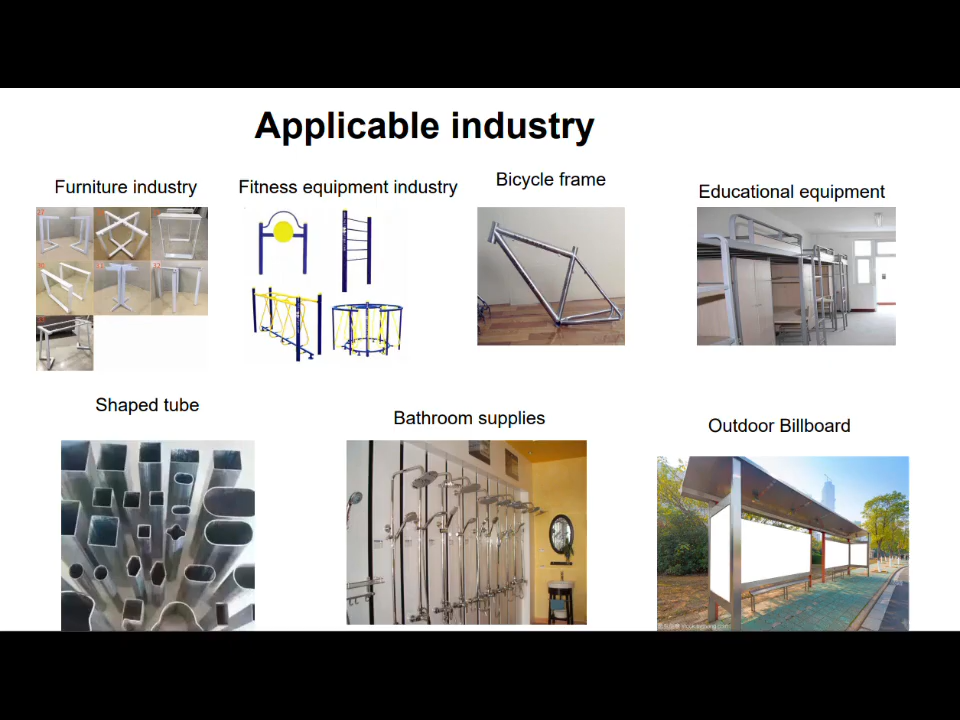 Applicable industry
Furniture industry
Fitness equipment industry
Bicycle frame
Educational equipment
Shaped tube
Bathroom supplies
Outdoor Billboard